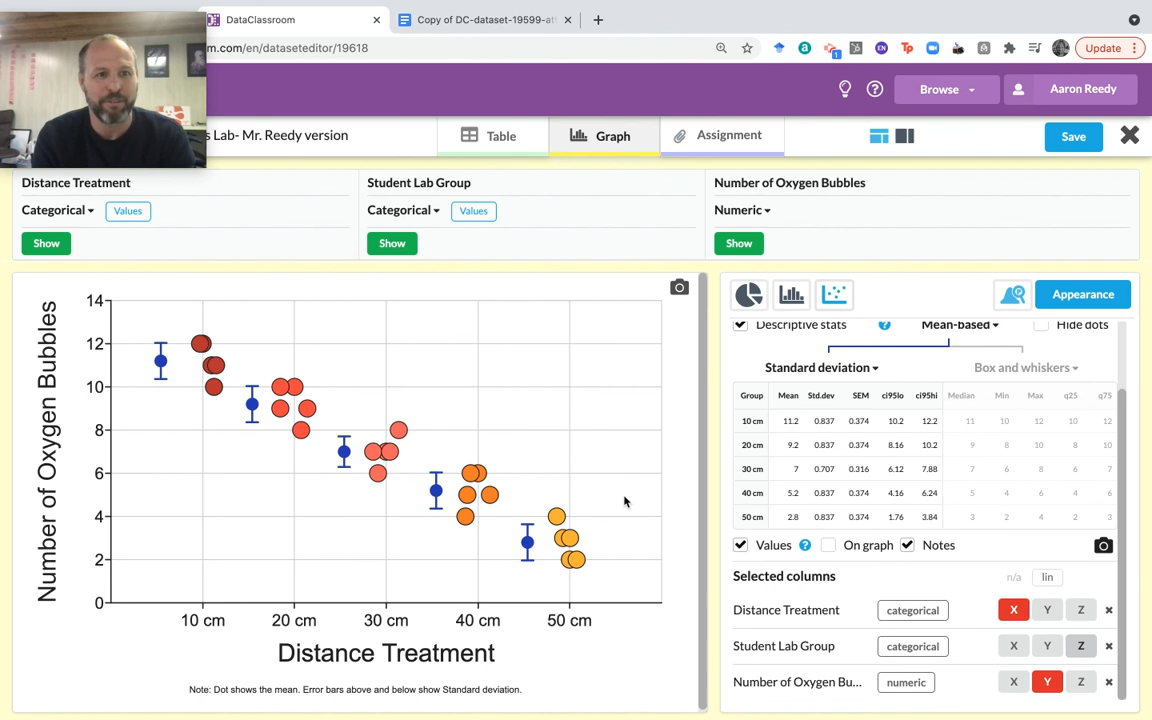 DataClassroom
Copy of DC-dataset-19599-at
m.com/en/dataseteditor/19618
Update
Browse
Aaron Reedy
s Lab- Mr. Reedy version
Table
Graph
Assignment
Save
Distance Treatment
Student Lab Group
Number of Oxygen Bubbles
Categorical
Values
Categorical
Values
Numeric
Show
Show
Show
Appearance
Descriptive stats
Mean-based
Hide dots
Standard deviation
Box and whiskers
Group Mean Std.dev SEM ci95lo ci95hi Median Min Max q25 q75
10 cm 11.2 0.837 0.374 10.2 12.2 11 10 12 10 12
20 cm 9.2 0.837 0.374 8.16 10.2 9 8 10 8 10
30 cm 7 0.707 0.316 6.12 7.88 7 6 8 6 7
40 cm 5.2 0.837 0.374 4.16 6.24 5 4 6 4 6
50 cm 2.8 0.837 0.374 1.76 3.84 3 2 4 2 3
Values
On graph
Notes
Selected columns
n/a
lin
Distance Treatment categorical X Y Z
Student Lab Group categorical X Y Z
Number of Oxygen Bu... numeric X Y Z
Number of Oxygen Bubbles
14
12
10
8
6
4
2
0
10 cm 20 cm 30 cm 40 cm 50 cm
Distance Treatment
Note: Dot shows the mean. Error bars above and below show Standard deviation.